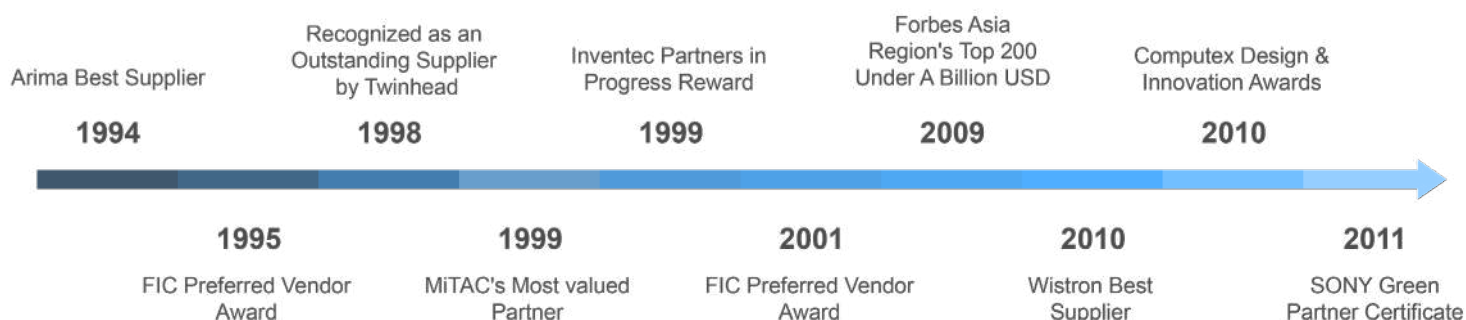 Arima Best Supplier
1994
Recognized as an
Outstanding Supplier
by Twinhead
1998
Inventec Partners in
Progress Reward
1999
Forbes Asia
Region's Top 200
Under A Billion USD
2009
Computex Design &
Innovation Awards
2010
1995
FIC Preferred Vendor
Award
1999
MiTAC's Most valued
Partner
2001
FIC Preferred Vendor
Award
2010
Wistron Best
Supplier
2011
SONY Green
Partner Certificate